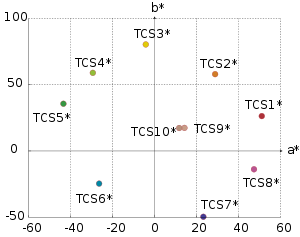 b*
100
TCS3*
TCS4*
TCS2*
50
TCS1*
TCS5*
TCS10*
TCS9*
0
a*
TCS8*
TCS6*
TCS7*
-50
-60
-40
-20
0
20
40
60